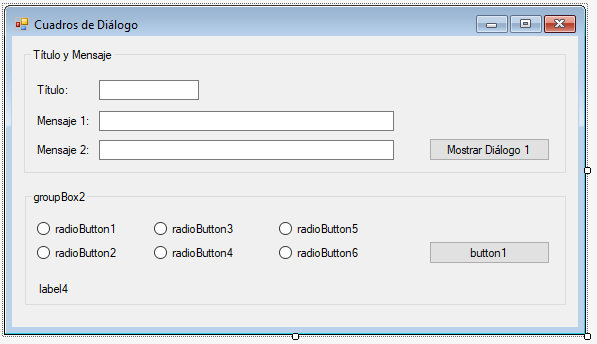 Cuadros de Diálogo
Título y Mensaje
Título:
Mensaje 1:
Mensaje 2:
Mostrar Diálogo 1
groupBox2
radioButton1 radioButton3 radioButton5
radioButton2 radioButton4 radioButton6
button1
label4